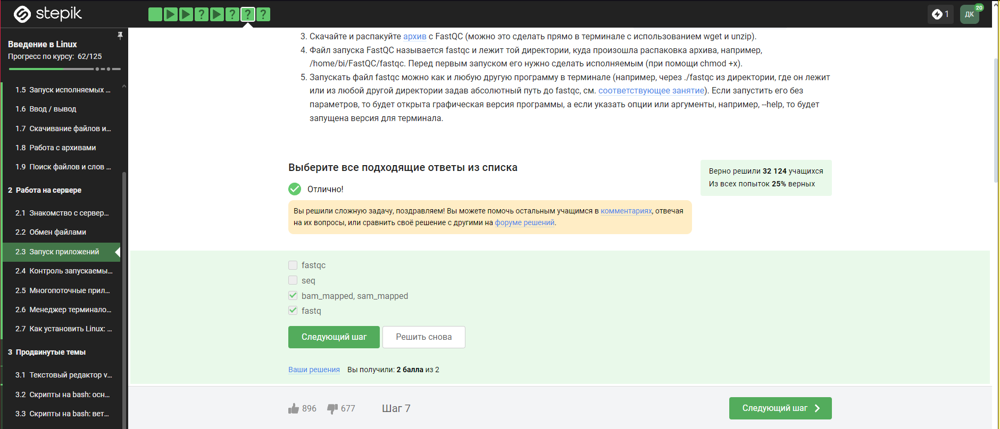 stepik
1
ДК
20
Введение в Linux
Прогресс по курсу: 62/125
1.5 Запуск исполняемых ...
1.6 Ввод / вывод
1.7 Скачивание файлов и...
1.8 Работа с архивами
1.9 Поиск файлов и слов ...
2 Работа на сервере
2.1 Знакомство с сервер...
2.2 Обмен файлами
2.3 Запуск приложений
2.4 Контроль запускаемы...
2.5 Многопоточные прил...
2.6 Менеджер терминало...
2.7 Как установить Linux: ...
3 Продвинутые темы
3.1 Текстовый редактор v...
3.2 Скрипты на bash: осн...
3.3 Скрипты на bash: вет...
3. Скачайте и распакуйте архив с FastQC (можно это сделать прямо в терминале с использованием wget и unzip).
4. Файл запуска FastQC называется fastqc и лежит той директории, куда произошла распаковка архива, например,
/home/bi/FastQC/fastqc. Перед первым запуском его нужно сделать исполняемым (при помощи chmod +x).
5. Запускать файл fastqc можно как и любую другую программу в терминале (например, через ./fastqc из директории, где он лежит
или из любой другой директории задав абсолютный путь до fastqc, см. соответствующее занятие). Если запустить его без
параметров, то будет открыта графическая версия программы, а если указать опции или аргументы, например, --help, то будет
запущена версия для терминала.
Выберите все подходящие ответы из списка
Отлично!
Вы решили сложную задачу, поздравляем! Вы можете помочь остальным учащимся в комментариях, отвечая
на их вопросы, или сравнить своё решение с другими на форуме решений.
Верно решили 32 124 учащихся
Из всех попыток 25% верных
fastqc
seq
bam_mapped, sam_mapped
fastq
Следующий шаг
Решить снова
Ваши решения Вы получили: 2 балла из 2
896
677
Шаг 7
Следующий шаг